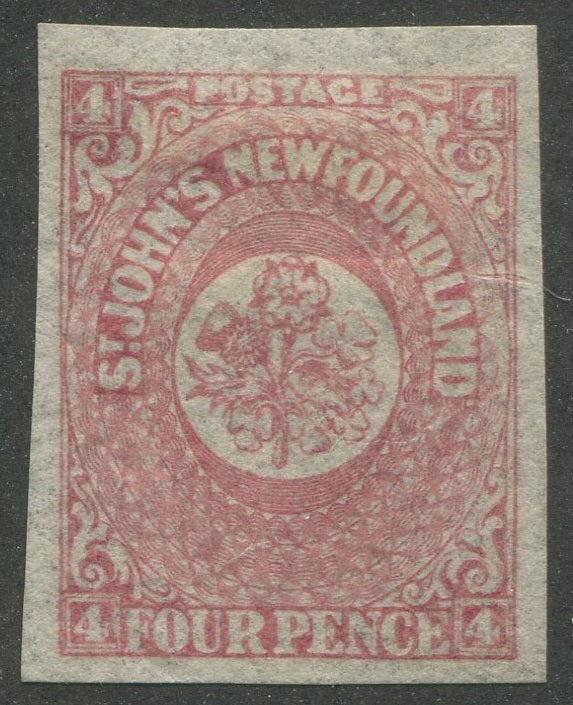 4 POSTAGE 4
ST. JOHN'S NEWFOUNDLAND
4 FOUR PENCE 4